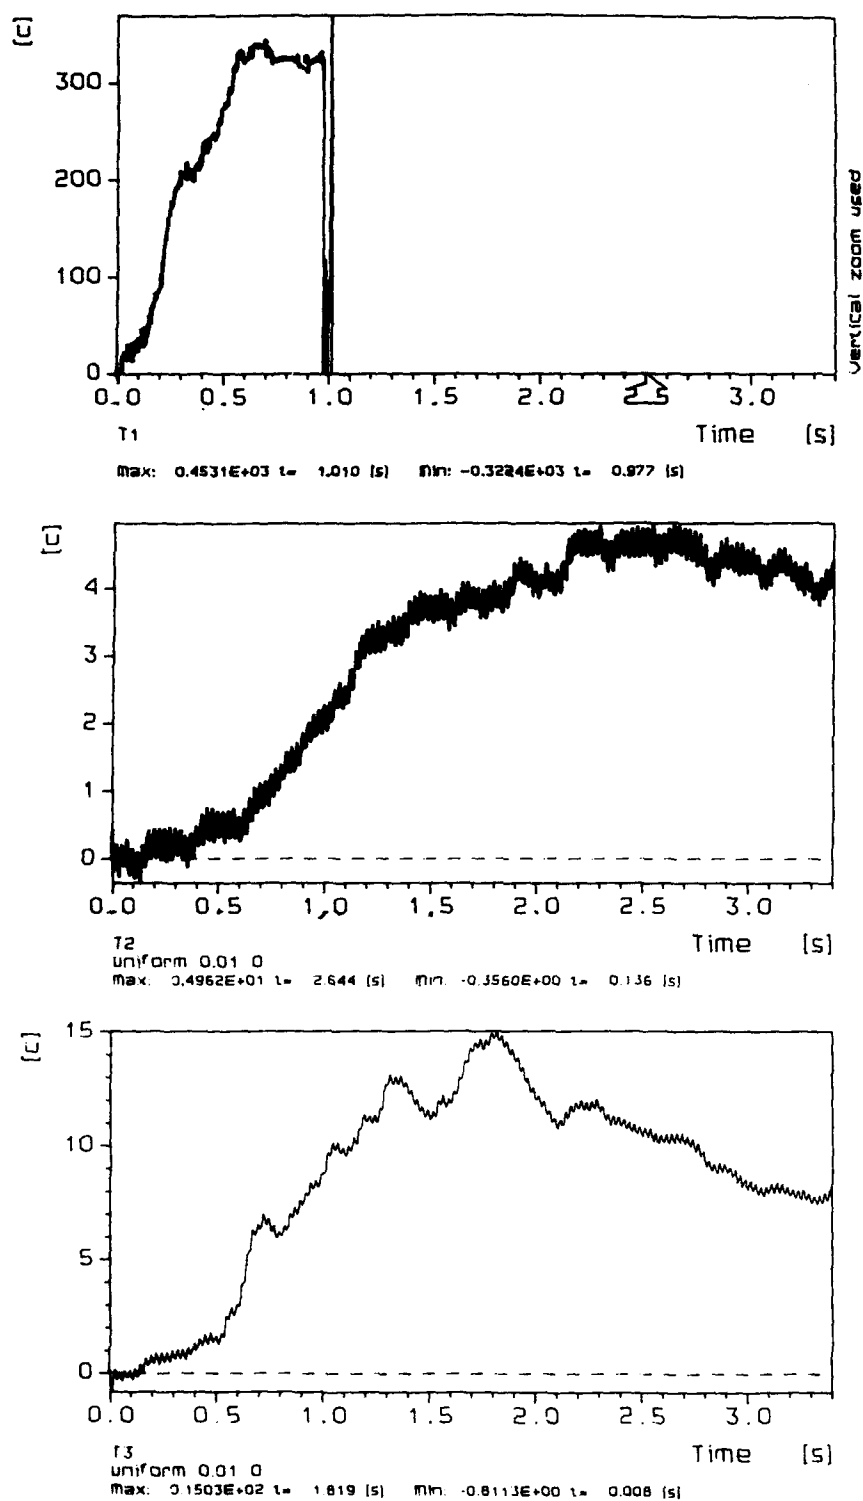 [c]
300
200
100
0
0.0 0.5 1.0 1.5 2.0 2.5 3.0
T1 Time [s]
Max: 0.4531E+03 t= 1.010 [s] Min: -0.3224E+03 t= 0.977 [s]
vertical zoom used
[c]
4
3
2
1
0
0.0 0.5 1.0 1.5 2.0 2.5 3.0
T2 Time [s]
uniform 0.01 0
Max: 0.4962E+01 t= 2.644 [s] Min: -0.3560E+00 t= 0.136 [s]
[c]
15
10
5
0
0.0 0.5 1.0 1.5 2.0 2.5 3.0
T3 Time [s]
uniform 0.01 0
Max: 0.1503E+02 t= 1.819 [s] Min: -0.8113E+00 t= 0.008 [s]